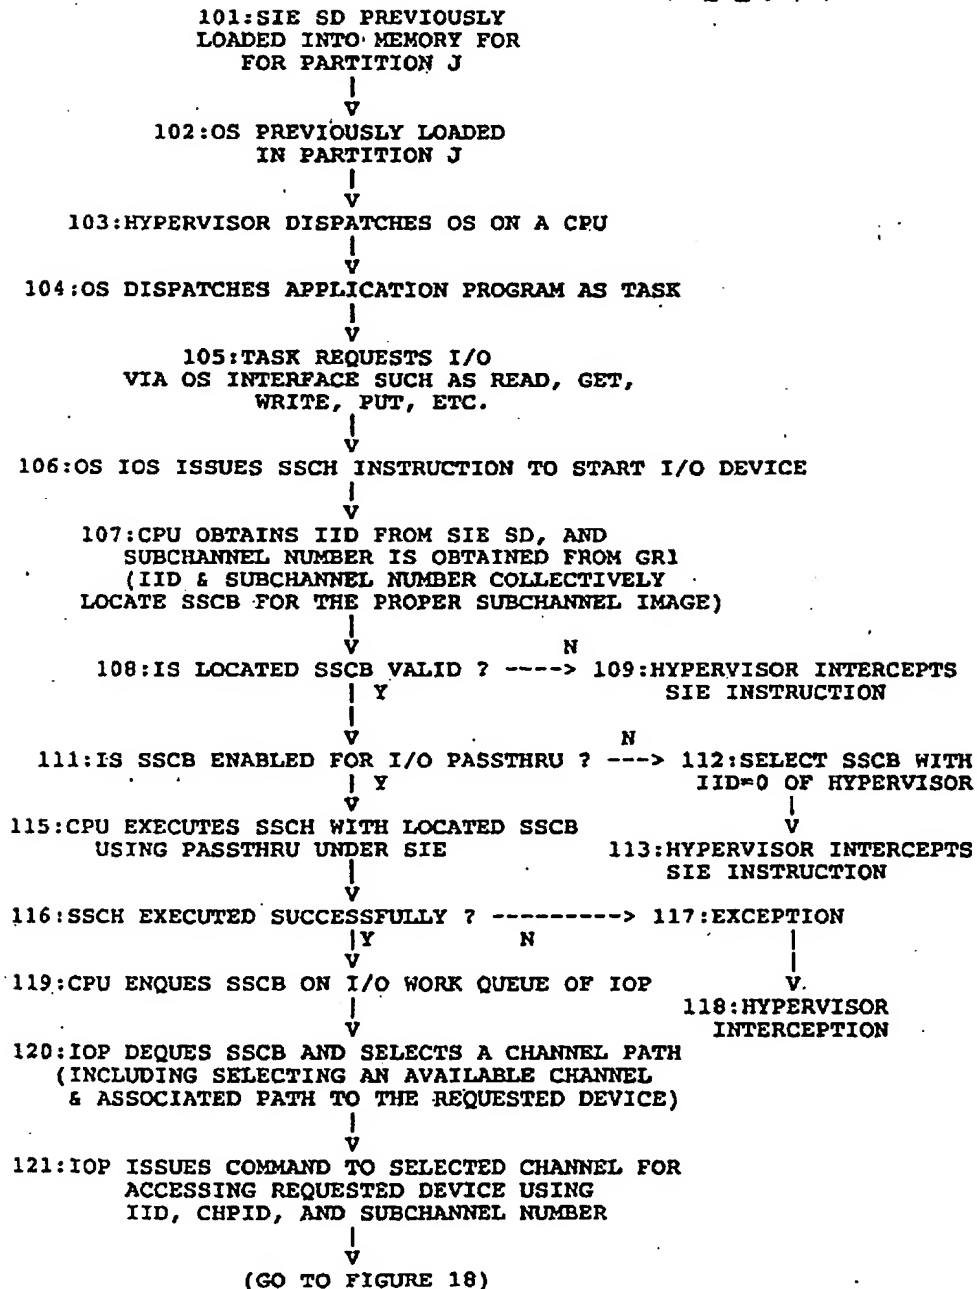 101:SIE SD PREVIOUSLY
LOADED INTO MEMORY FOR
FOR PARTITION J
|
V
102:OS PREVIOUSLY LOADED
IN PARTITION J
|
V
103:HYPERVISOR DISPATCHES OS ON A CPU
|
V
104:OS DISPATCHES APPLICATION PROGRAM AS TASK
|
V
105:TASK REQUESTS I/O
VIA OS INTERFACE SUCH AS READ, GET,
WRITE, PUT, ETC.
|
V
106:OS IOS ISSUES SSCH INSTRUCTION TO START I/O DEVICE
|
V
107:CPU OBTAINS IID FROM SIE SD, AND
SUBCHANNEL NUMBER IS OBTAINED FROM GR1
(IID & SUBCHANNEL NUMBER COLLECTIVELY
LOCATE SSCB FOR THE PROPER SUBCHANNEL IMAGE)
|
V N
108:IS LOCATED SSCB VALID ? ----> 109:HYPERVISOR INTERCEPTS
| Y SIE INSTRUCTION
|
V N
111:IS SSCB ENABLED FOR I/O PASSTHRU ? ---> 112:SELECT SSCB WITH
| Y IID=0 OF HYPERVISOR
V |
115:CPU EXECUTES SSCH WITH LOCATED SSCB V
USING PASSTHRU UNDER SIE 113:HYPERVISOR INTERCEPTS
| SIE INSTRUCTION
V
116:SSCH EXECUTED SUCCESSFULLY ? ---------> 117:EXCEPTION
|Y N |
V |
119:CPU ENQUES SSCB ON I/O WORK QUEUE OF IOP V
| 118:HYPERVISOR
V INTERCEPTION
120:IOP DEQUES SSCB AND SELECTS A CHANNEL PATH
(INCLUDING SELECTING AN AVAILABLE CHANNEL
& ASSOCIATED PATH TO THE REQUESTED DEVICE)
|
V
121:IOP ISSUES COMMAND TO SELECTED CHANNEL FOR
ACCESSING REQUESTED DEVICE USING
IID, CHPID, AND SUBCHANNEL NUMBER
|
V
(GO TO FIGURE 18)